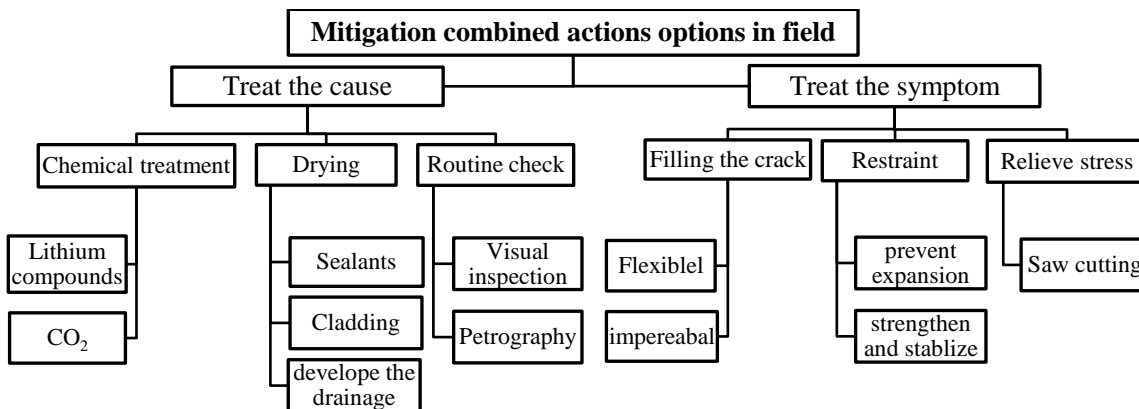 Mitigation combined actions options in field
Treat the cause
Treat the symptom
Chemical treatment
Drying
Routine check
Filling the crack
Restraint
Relieve stress
Lithium
compounds
CO₂
Sealants
Cladding
develope the
drainage
Visual
inspection
Petrography
Flexiblel
impereabal
prevent
expansion
strengthen
and stablize
Saw cutting